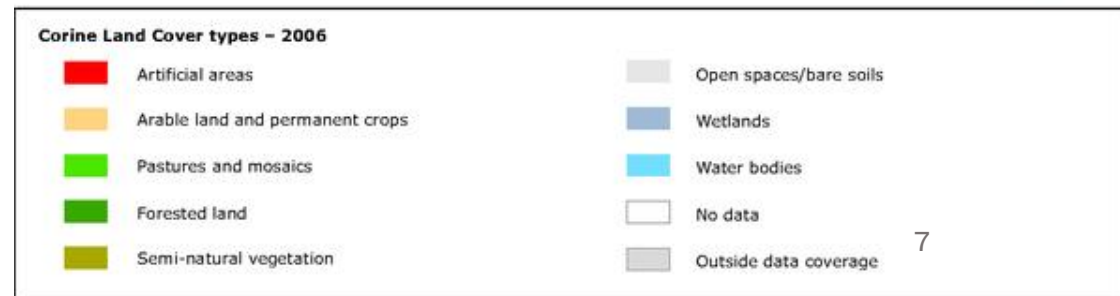 Corine Land Cover types – 2006
Artificial areas
Arable land and permanent crops
Pastures and mosaics
Forested land
Semi-natural vegetation
Open spaces/bare soils
Wetlands
Water bodies
No data
Outside data coverage
7